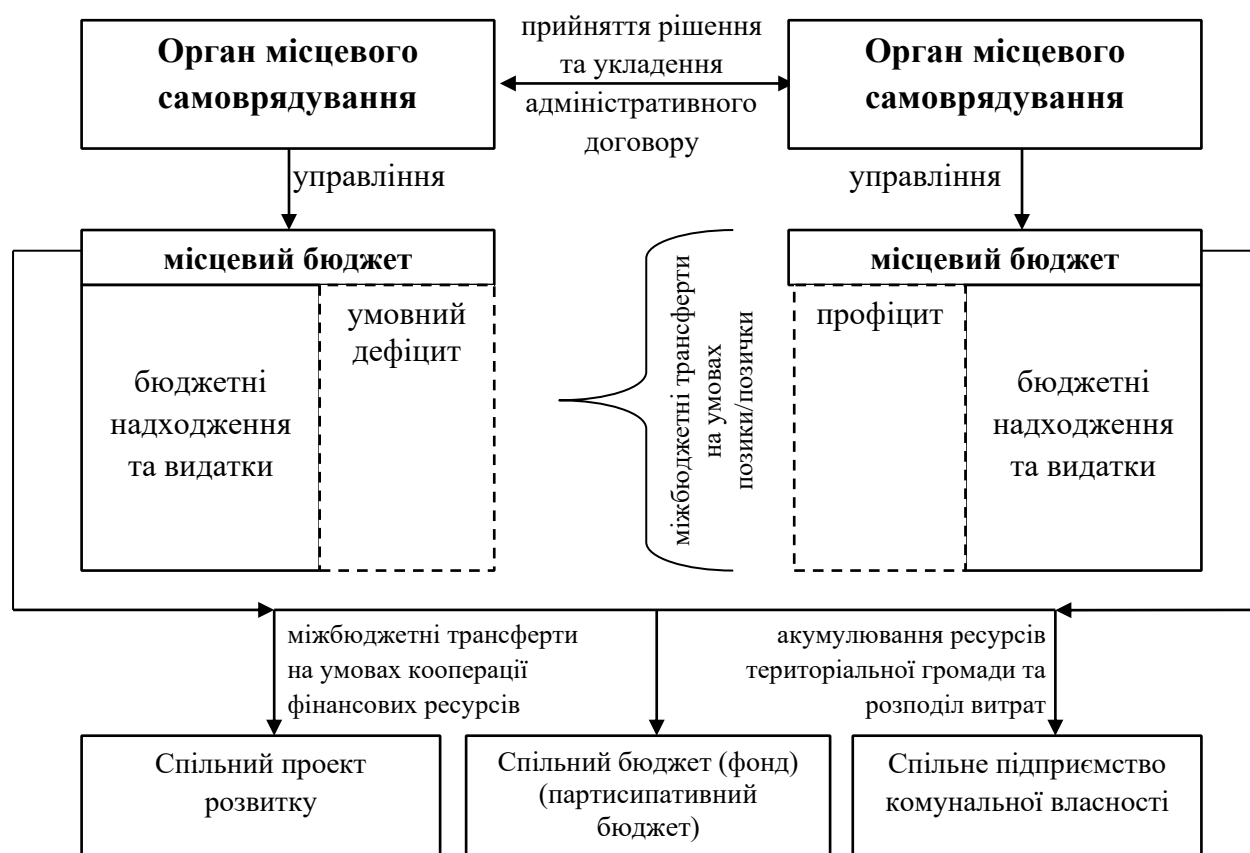 Орган місцевого
самоврядування
прийняття рішення
та укладення
адміністративного
договору
Орган місцевого
самоврядування
управління
управління
місцевий бюджет
умовний
дефіцит
бюджетні
надходження
та видатки
міжбюджетні трансферти
на умовах
позики/позички
місцевий бюджет
профіцит
бюджетні
надходження
та видатки
міжбюджетні трансферти
на умовах кооперації
фінансових ресурсів
акумулювання ресурсів
територіальної громади та
розподіл витрат
Спільний проект
розвитку
Спільний бюджет (фонд)
(партисипативний
бюджет)
Спільне підприємство
комунальної власності